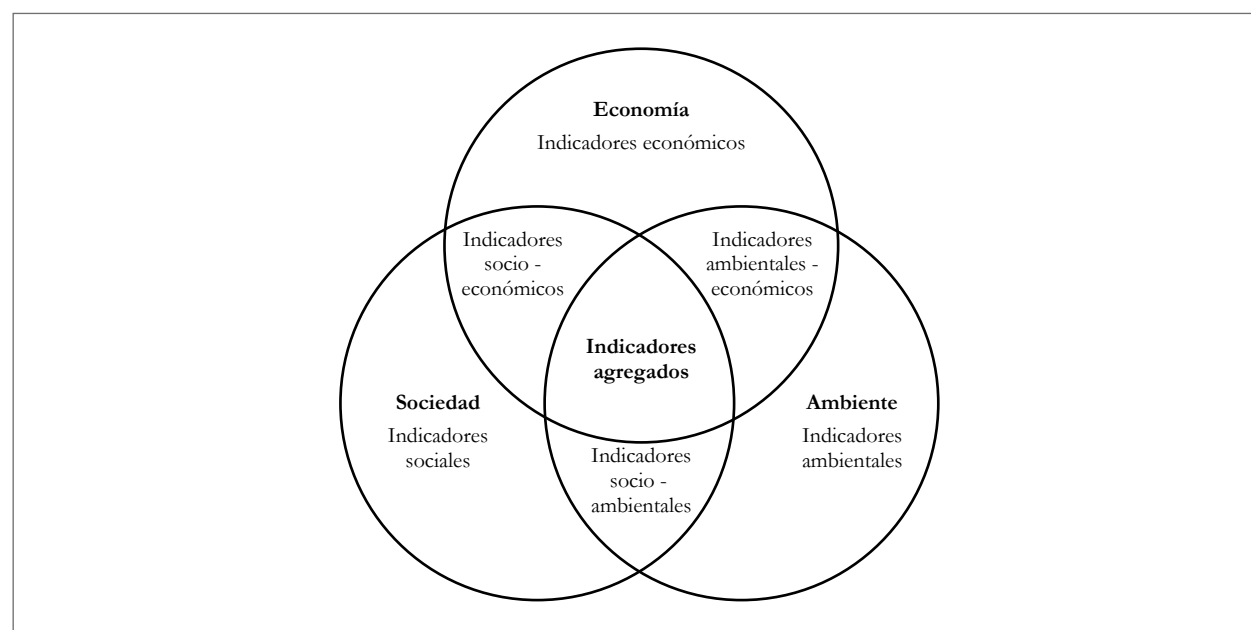 Economía
Indicadores económicos
Indicadores
socio -
económicos
Indicadores
ambientales -
económicos
Indicadores
agregados
Sociedad
Indicadores
sociales
Ambiente
Indicadores
ambientales
Indicadores
socio -
ambientales